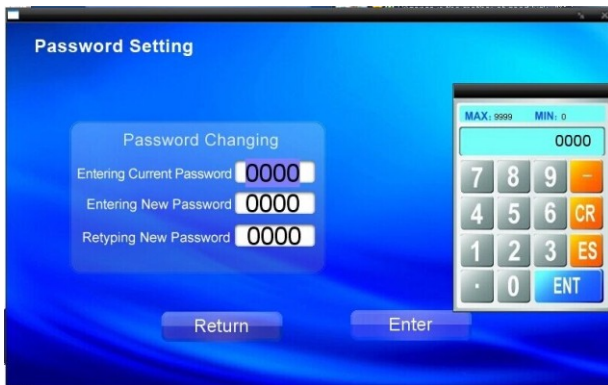 Password Setting
Password Changing
Entering Current Password 0000
Entering New Password 0000
Retyping New Password 0000
Return
Enter
MAX: 9999 MIN: 0
0000
7 8 9 -
4 5 6 CR
1 2 3 ES
. 0 ENT